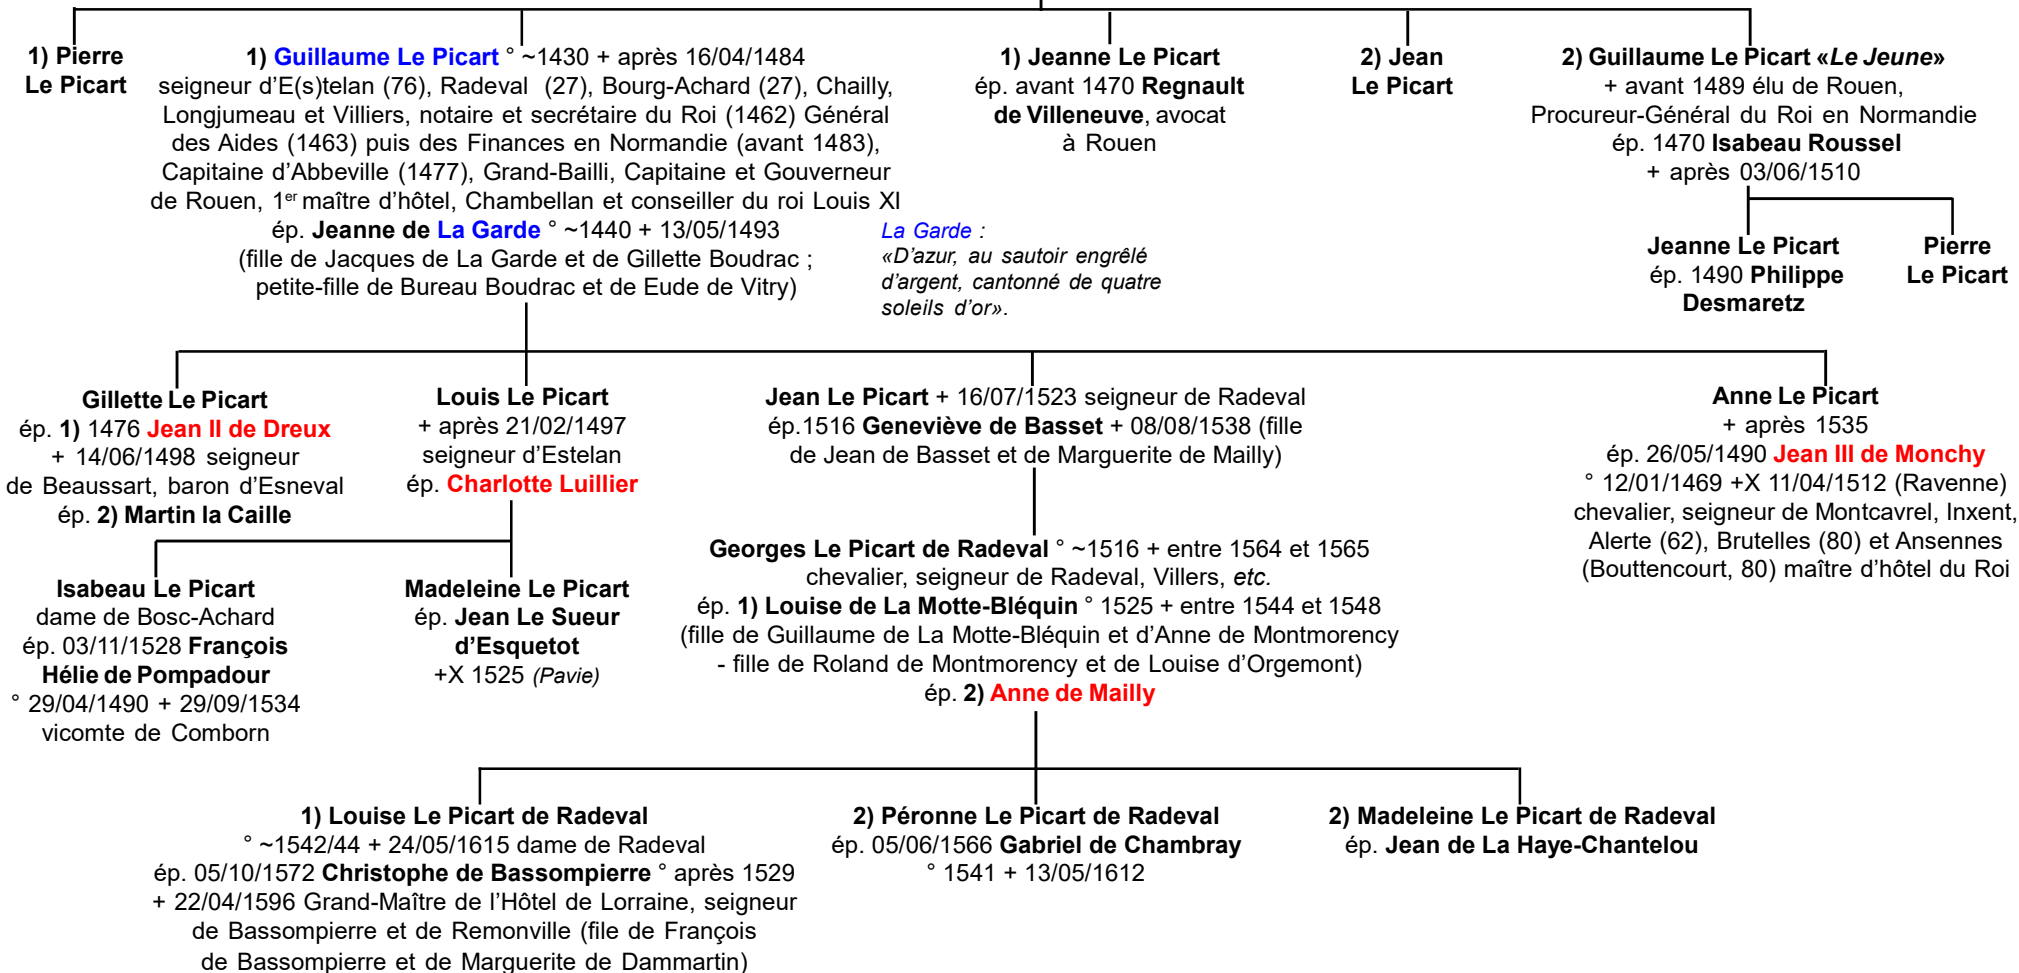 1) Pierre
Le Picart
1) Guillaume Le Picart ° ~1430 + après 16/04/1484
seigneur d'E(s)telan (76), Radeval (27), Bourg-Achard (27), Chailly,
Longjumeau et Villiers, notaire et secrétaire du Roi (1462) Général
des Aides (1463) puis des Finances en Normandie (avant 1483),
Capitaine d'Abbeville (1477), Grand-Bailli, Capitaine et Gouverneur
de Rouen, 1er maître d'hôtel, Chambellan et conseiller du roi Louis XI
ép. Jeanne de La Garde ° ~1440 + 13/05/1493
(fille de Jacques de La Garde et de Gillette Boudrac ;
petite-fille de Bureau Boudrac et de Eude de Vitry)
La Garde :
«D'azur, au sautoir engrêlé
d'argent, cantonné de quatre
soleils d'or».
1) Jeanne Le Picart
ép. avant 1470 Regnault
de Villeneuve, avocat
à Rouen
2) Jean
Le Picart
2) Guillaume Le Picart «Le Jeune»
+ avant 1489 élu de Rouen,
Procureur-Général du Roi en Normandie
ép. 1470 Isabeau Roussel
+ après 03/06/1510
Jeanne Le Picart
ép. 1490 Philippe
Desmaretz
Pierre
Le Picart
Gillette Le Picart
ép. 1) 1476 Jean II de Dreux
+ 14/06/1498 seigneur
de Beaussart, baron d'Esneval
ép. 2) Martin la Caille
Louis Le Picart
+ après 21/02/1497
seigneur d'Estelan
ép. Charlotte Luillier
Jean Le Picart + 16/07/1523 seigneur de Radeval
ép.1516 Geneviève de Basset + 08/08/1538 (fille
de Jean de Basset et de Marguerite de Mailly)
Anne Le Picart
+ après 1535
ép. 26/05/1490 Jean III de Monchy
° 12/01/1469 +X 11/04/1512 (Ravenne)
chevalier, seigneur de Montcavrel, Inxent,
Alerte (62), Brutelles (80) et Ansennes
(Bouttencourt, 80) maître d'hôtel du Roi
Isabeau Le Picart
dame de Bosc-Achard
ép. 03/11/1528 François
Hélie de Pompadour
° 29/04/1490 + 29/09/1534
vicomte de Comborn
Madeleine Le Picart
ép. Jean Le Sueur
d'Esquetot
+X 1525 (Pavie)
Georges Le Picart de Radeval ° ~1516 + entre 1564 et 1565
chevalier, seigneur de Radeval, Villers, etc.
ép. 1) Louise de La Motte-Bléquin ° 1525 + entre 1544 et 1548
(fille de Guillaume de La Motte-Bléquin et d'Anne de Montmorency
- fille de Roland de Montmorency et de Louise d'Orgemont)
ép. 2) Anne de Mailly
1) Louise Le Picart de Radeval
° ~1542/44 + 24/05/1615 dame de Radeval
ép. 05/10/1572 Christophe de Bassompierre ° après 1529
+ 22/04/1596 Grand-Maître de l'Hôtel de Lorraine, seigneur
de Bassompierre et de Remonville (file de François
de Bassompierre et de Marguerite de Dammartin)
2) Péronne Le Picart de Radeval
ép. 05/06/1566 Gabriel de Chambray
° 1541 + 13/05/1612
2) Madeleine Le Picart de Radeval
ép. Jean de La Haye-Chantelou